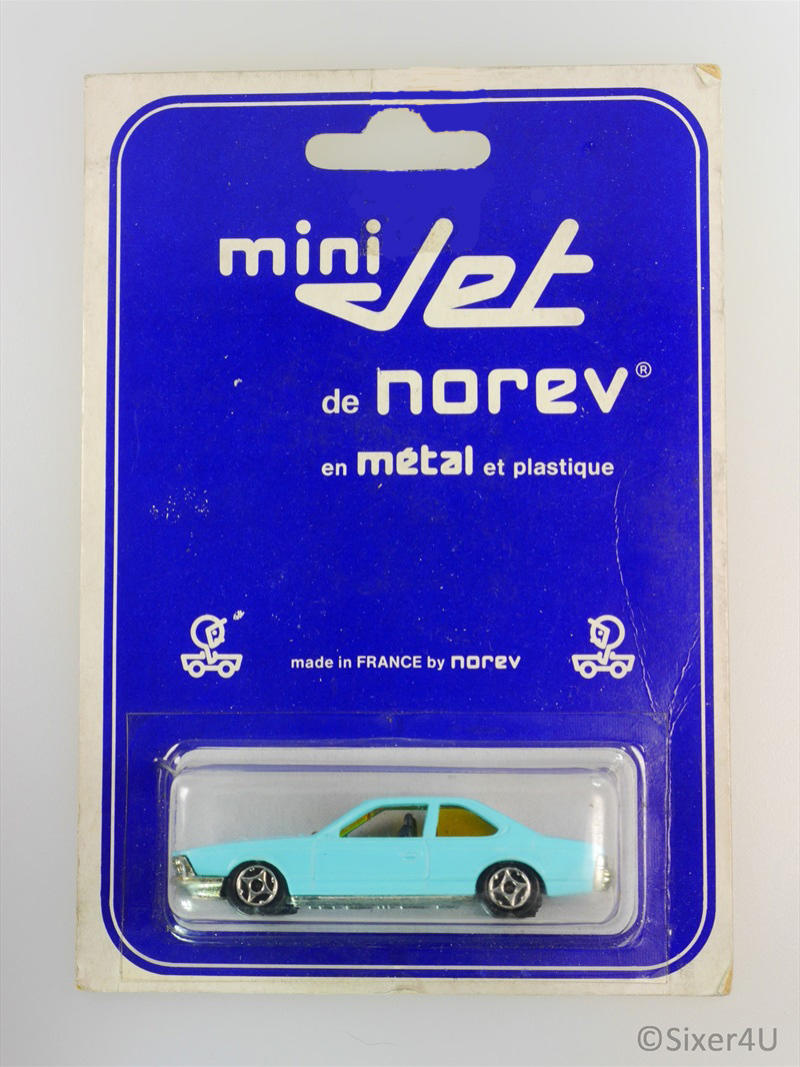 mini Jet
de norev®
en métal et plastique
made in FRANCE by norev
©Sixer4U